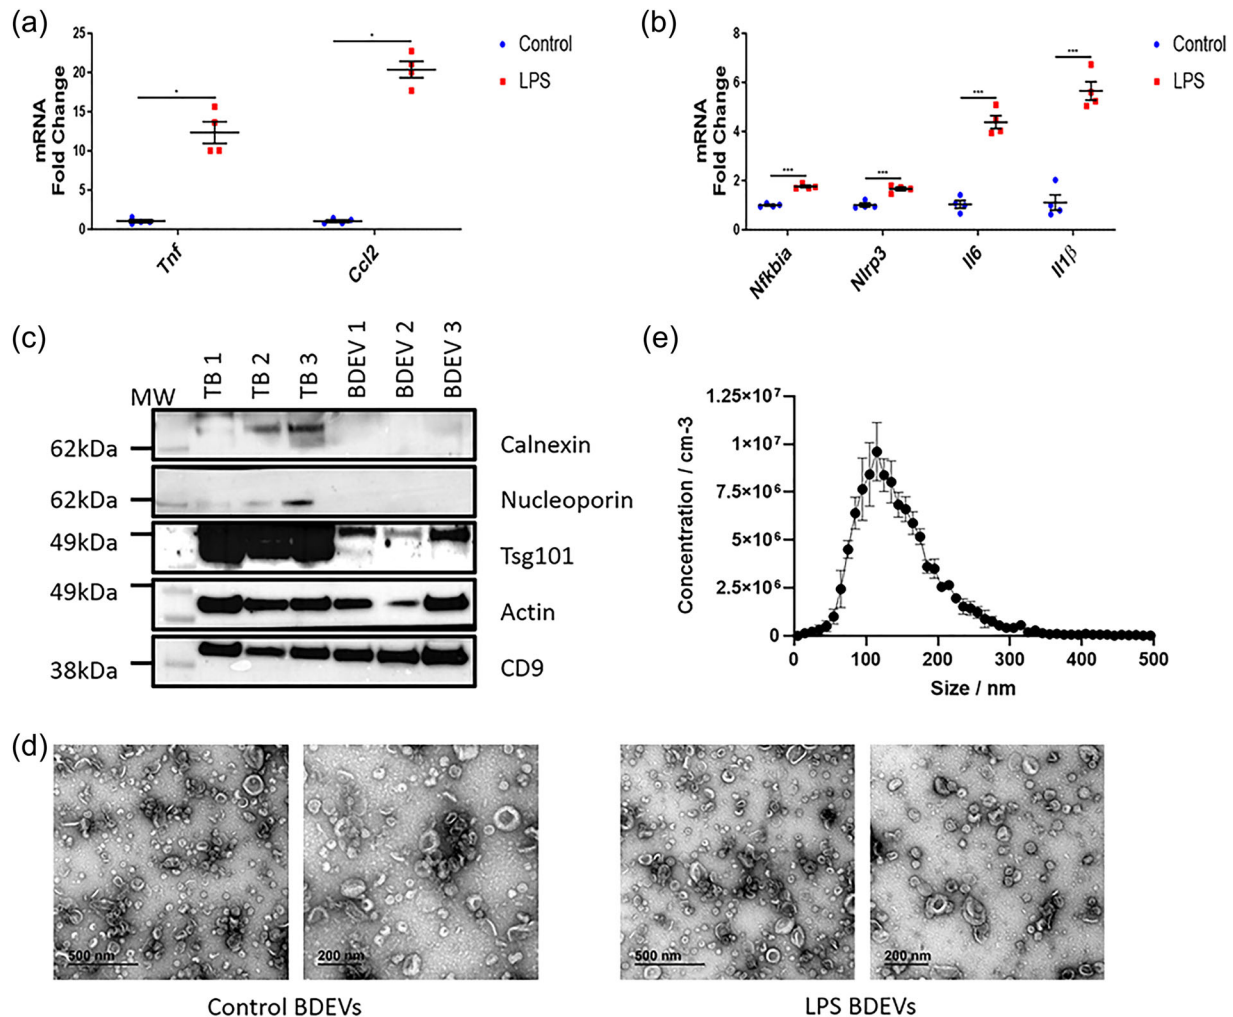 (a)
25
20
15
10
5
0
mRNA
Fold Change
*
*
Control
LPS
Tnf
Ccl2
(b)
8
6
4
2
0
mRNA
Fold Change
***
***
***
***
Control
LPS
Nfkbia
Nlrp3
Il6
Il1β
(c)
MW
TB 1
TB 2
TB 3
BDEV 1
BDEV 2
BDEV 3
62kDa
Calnexin
62kDa
Nucleoporin
49kDa
Tsg101
49kDa
Actin
38kDa
CD9
(e)
1.25×10⁷
1×10⁷
7.5×10⁶
5×10⁶
2.5×10⁶
0
Concentration / cm-3
0 100 200 300 400 500
Size / nm
(d)
500 nm
200 nm
500 nm
200 nm
Control BDEVs
LPS BDEVs